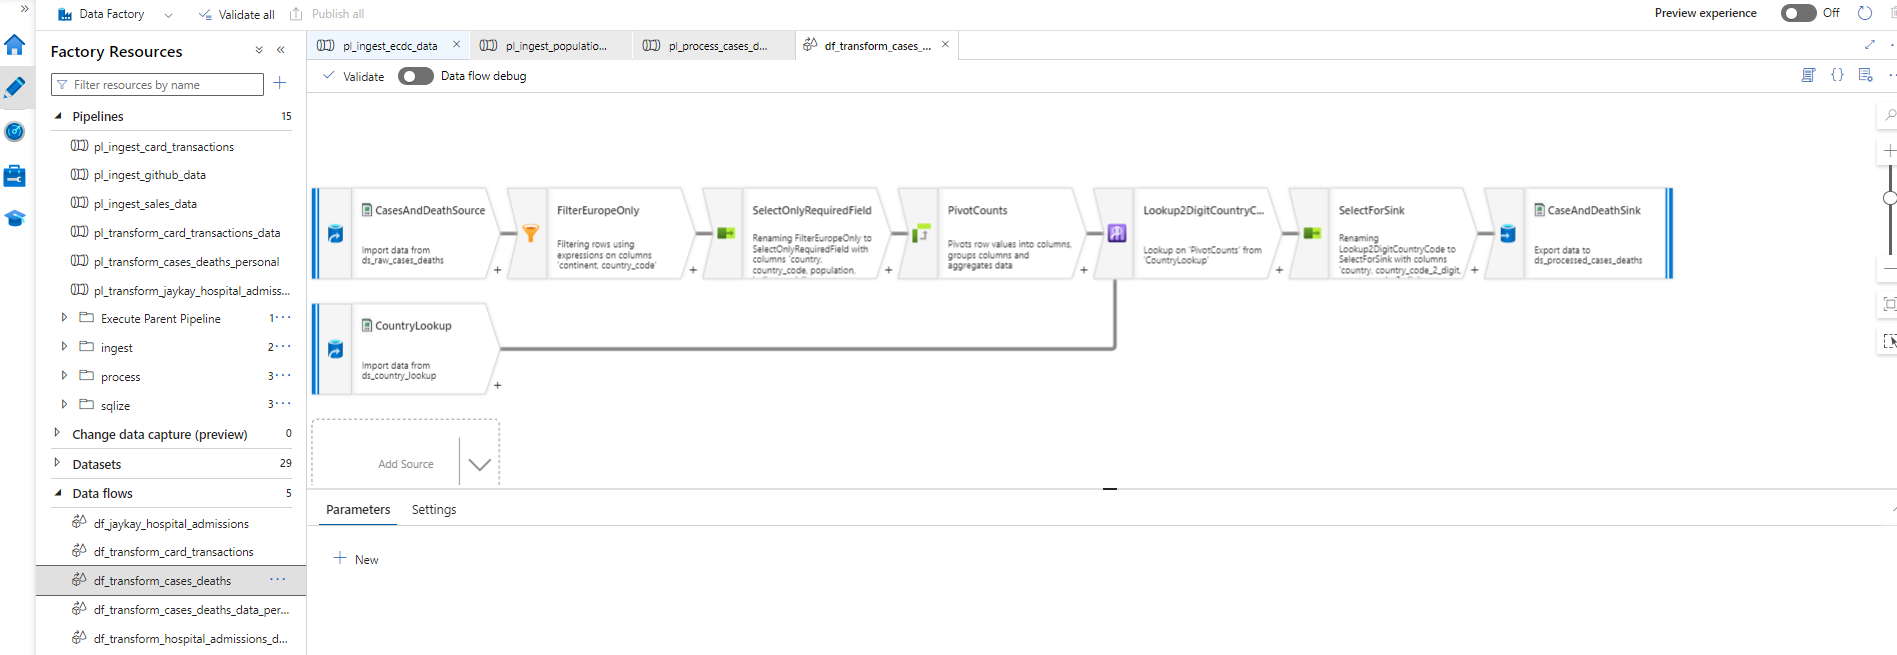 Data Factory
Validate all
Publish all
Preview experience
Off
Factory Resources
Filter resources by name
Pipelines 15
pl_ingest_card_transactions
pl_ingest_github_data
pl_ingest_sales_data
pl_transform_card_transactions_data
pl_transform_cases_deaths_personal
pl_transform_jaykay_hospital_admiss...
Execute Parent Pipeline 1
ingest 2
process 3
sqlize 3
Change data capture (preview) 0
Datasets 29
Data flows 5
df_jaykay_hospital_admissions
df_transform_card_transactions
df_transform_cases_deaths
df_transform_cases_deaths_data_per...
df_transform_hospital_admissions_d...
pl_ingest_ecdc_data
pl_ingest_populatio...
pl_process_cases_d...
df_transform_cases_...
Validate
Data flow debug
CasesAndDeathSource
Import data from
ds_raw_cases_deaths
FilterEuropeOnly
Filtering rows using
expressions on columns
'continent, country_code'
SelectOnlyRequiredField
Renaming FilterEuropeOnly to
SelectOnlyRequiredField with
columns 'country,
country_code, population,
PivotCounts
Pivots row values into columns,
groups columns and
aggregates data
Lookup2DigitCountryC...
Lookup on 'PivotCounts' from
'CountryLookup'
SelectForSink
Renaming
Lookup2DigitCountryCode to
SelectForSink with columns
'country, country_code_2_digit,
CaseAndDeathSink
Export data to
ds_processed_cases_deaths
CountryLookup
Import data from
ds_country_lookup
Add Source
Parameters
Settings
New